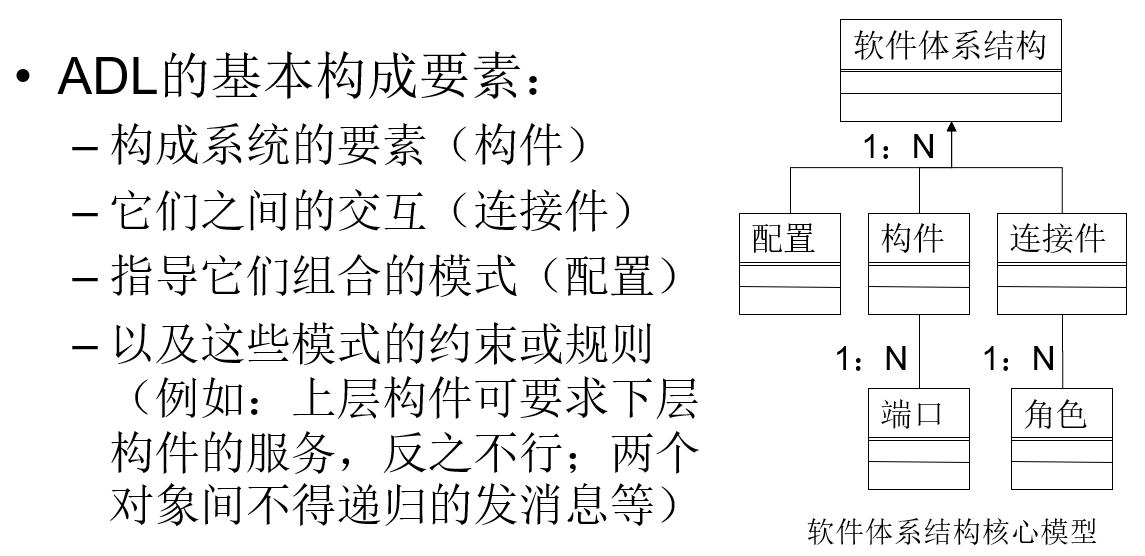 • ADL的基本构成要素：
– 构成系统的要素（构件）
– 它们之间的交互（连接件）
– 指导它们组合的模式（配置）
– 以及这些模式的约束或规则
（例如：上层构件可要求下层
构件的服务，反之不行；两个
对象间不得递归的发消息等）
软件体系结构
1：N
配置
构件
连接件
1：N
1：N
端口
角色
软件体系结构核心模型